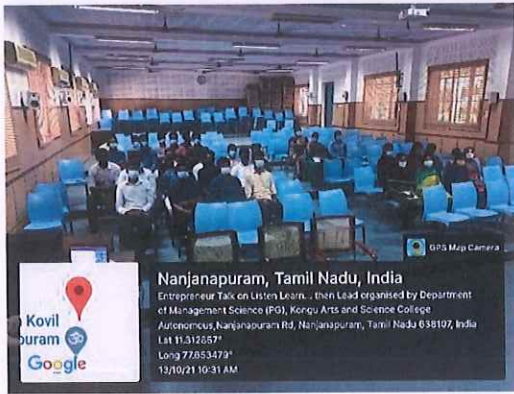 GPS Map Camera
Nanjanapuram, Tamil Nadu, India
Entrepreneur Talk on Listen Learn... then Lead organised by Department
of Management Science (PG), Kongu Arts and Science College
Autonomous,Nanjanapuram Rd, Nanjanapuram, Tamil Nadu 638107, India
Lat 11.312857°
Long 77.653479°
13/10/21 10:31 AM
Kovil
ouram
Google